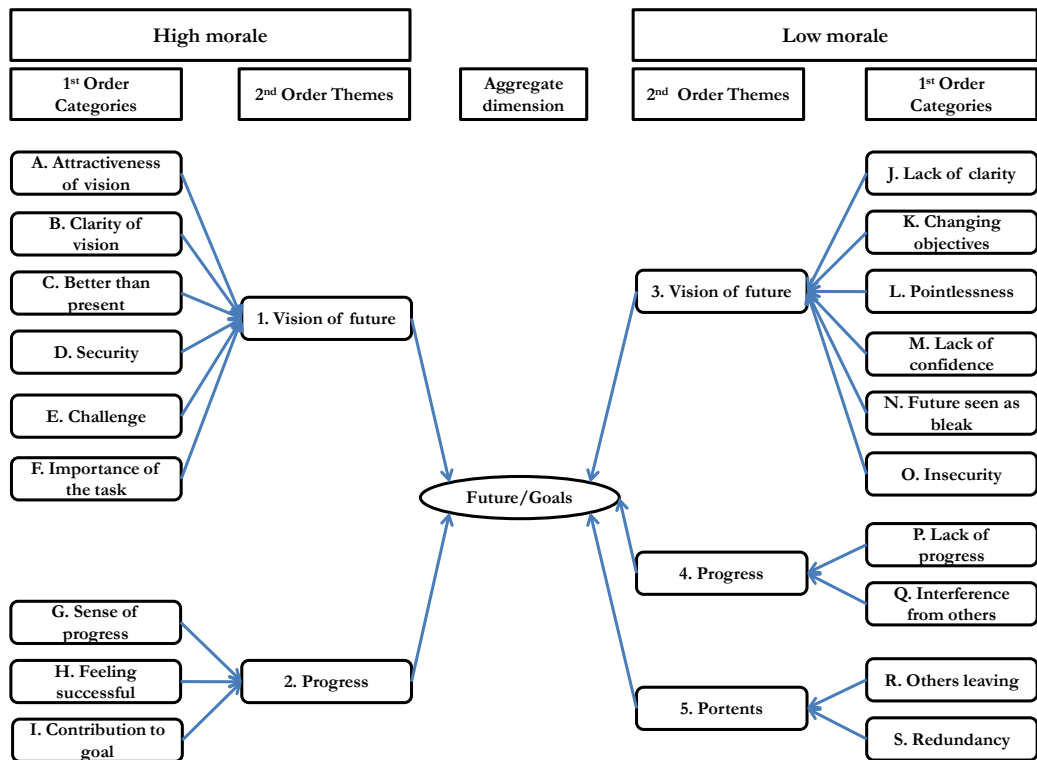 High morale
Low morale
1st Order
Categories
2nd Order Themes
Aggregate
dimension
2nd Order Themes
1st Order
Categories
A. Attractiveness
of vision
B. Clarity of
vision
C. Better than
present
D. Security
E. Challenge
F. Importance of
the task
1. Vision of future
G. Sense of
progress
H. Feeling
successful
I. Contribution to
goal
2. Progress
Future/Goals
3. Vision of future
4. Progress
5. Portents
J. Lack of clarity
K. Changing
objectives
L. Pointlessness
M. Lack of
confidence
N. Future seen as
bleak
O. Insecurity
P. Lack of
progress
Q. Interference
from others
R. Others leaving
S. Redundancy